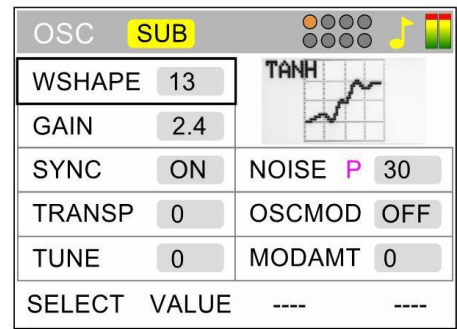 OSC SUB
WSHAPE 13 TANH
GAIN 2.4
SYNC ON NOISE P 30
TRANSP 0 OSCMOD OFF
TUNE 0 MODAMT 0
SELECT VALUE ---- ----